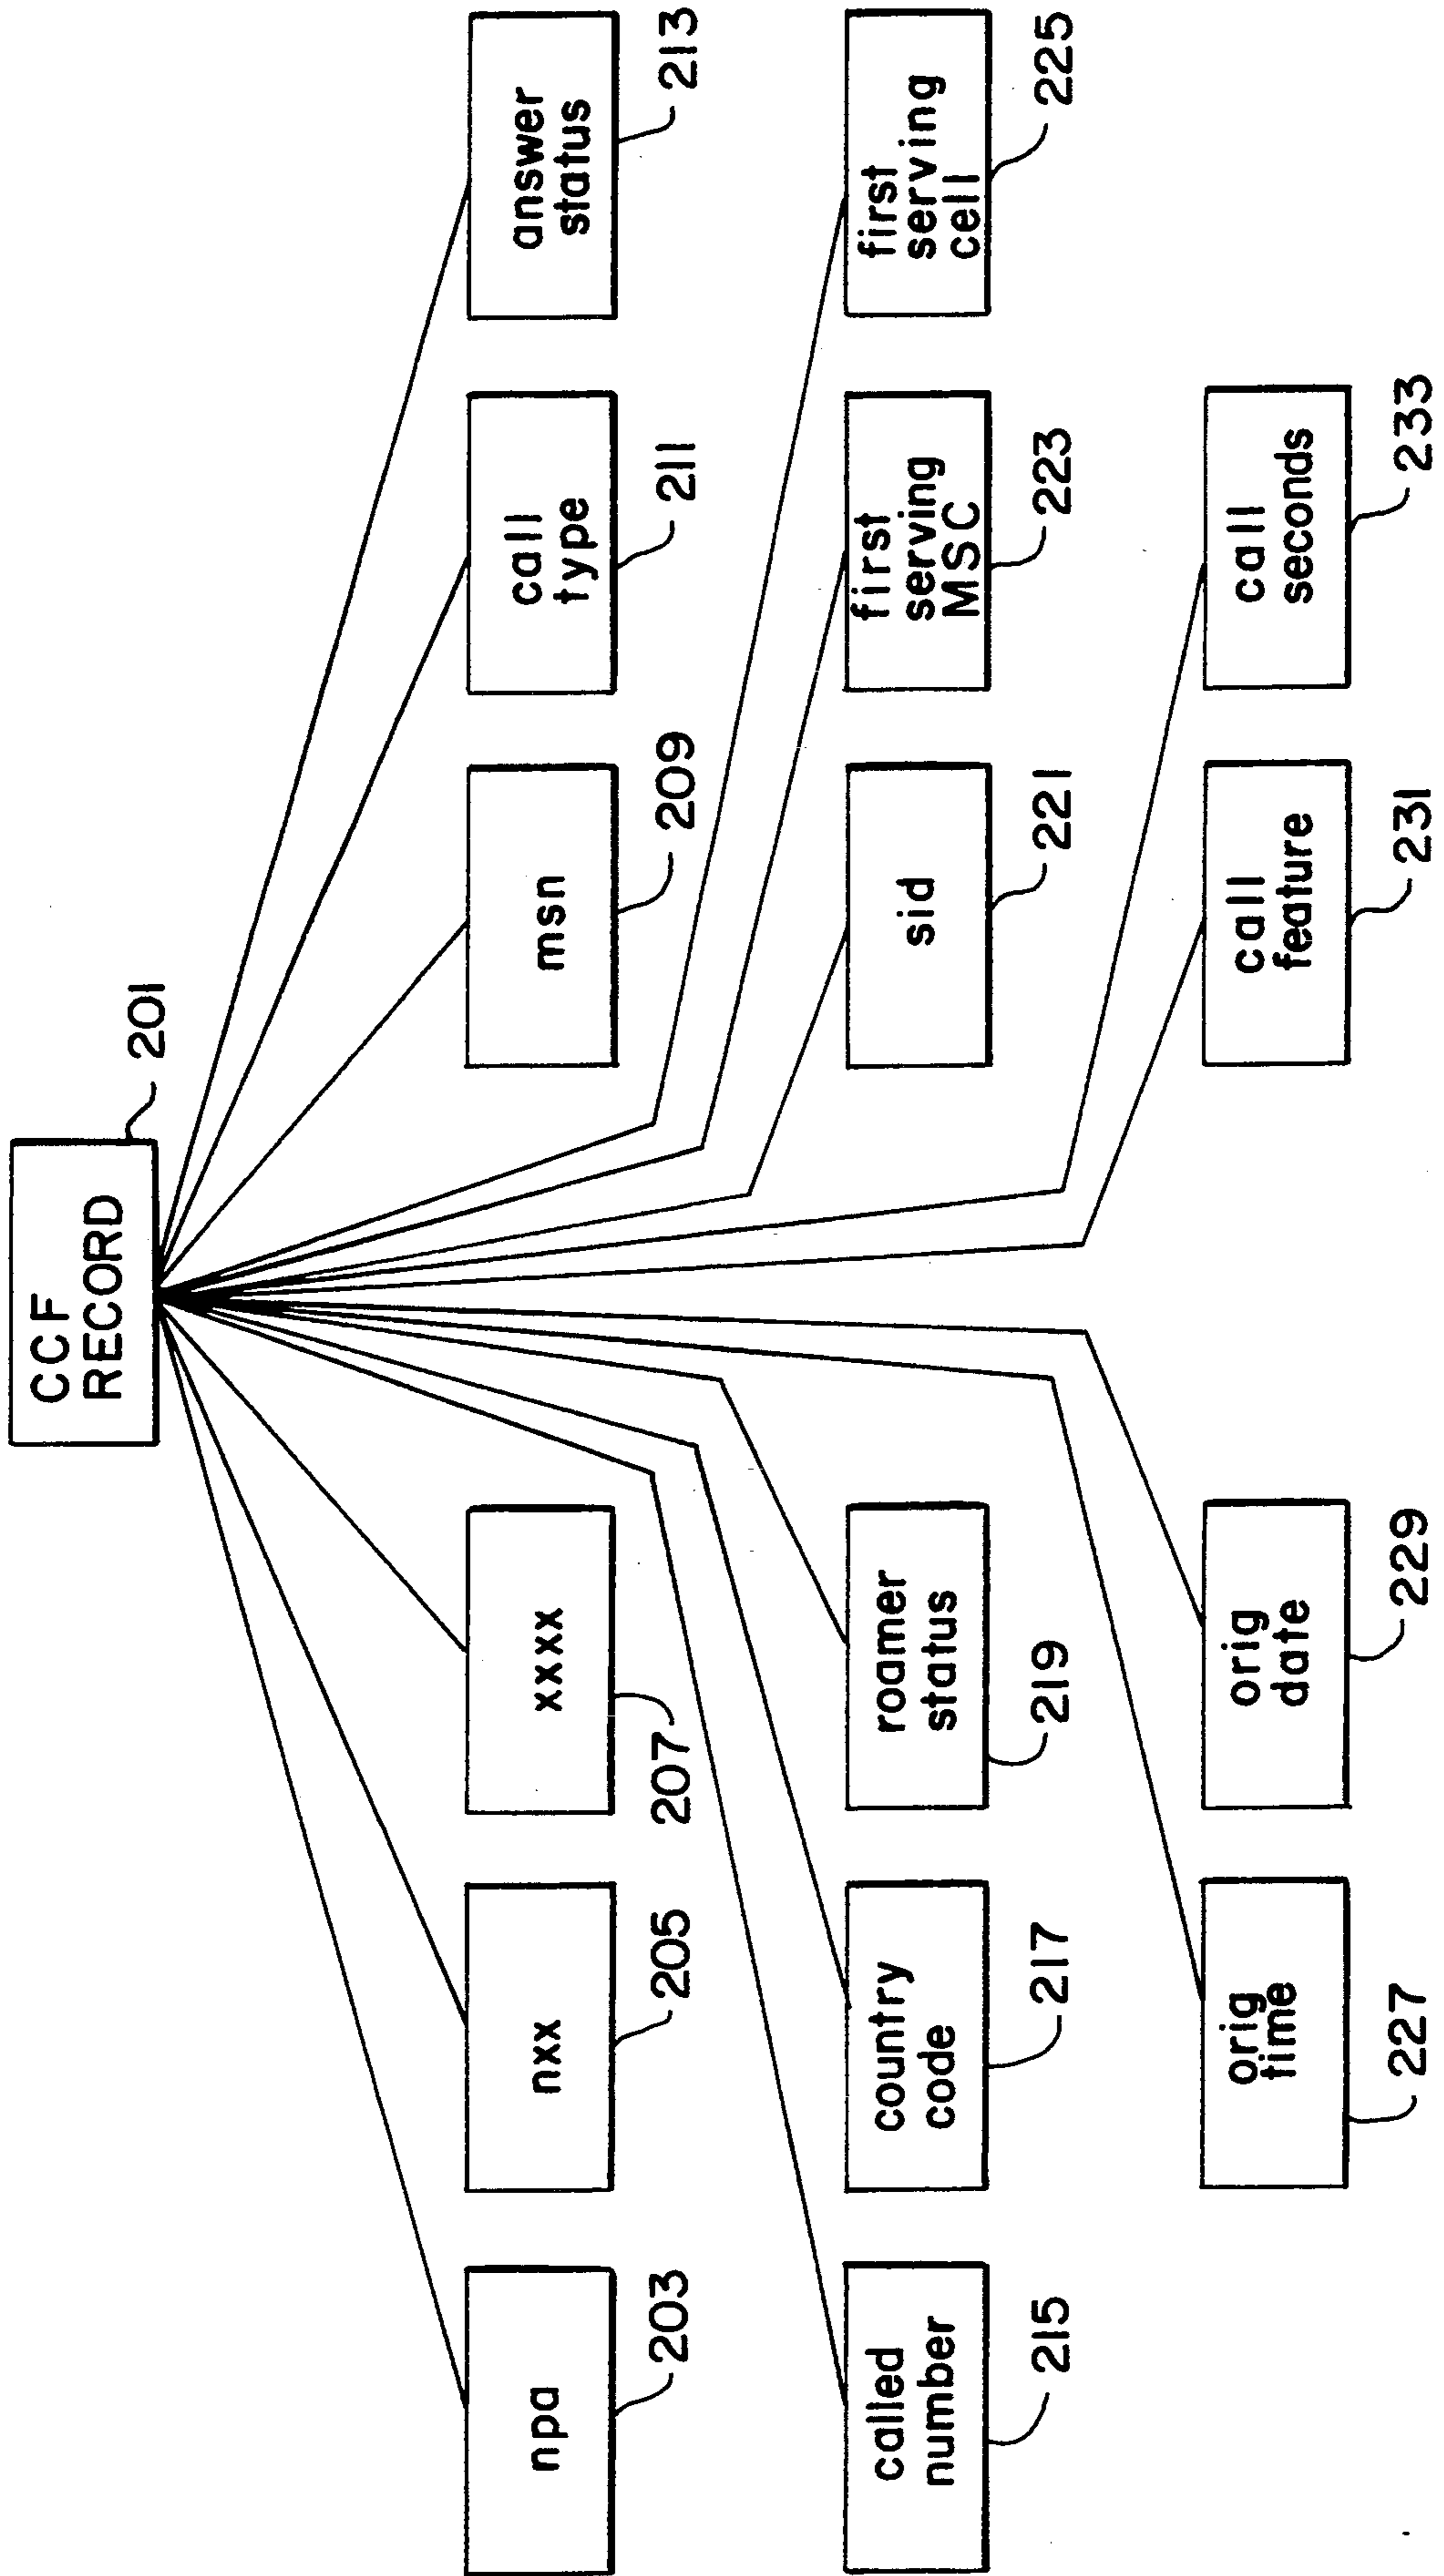 CCF
RECORD
201
npa
203
nxx
205
xxxx
207
msn
209
call
type
211
answer
status
213
called
number
215
country
code
217
roamer
status
219
sid
221
first
serving
MSC
223
first
serving
cell
225
orig
time
227
orig
date
229
call
feature
231
call
seconds
233